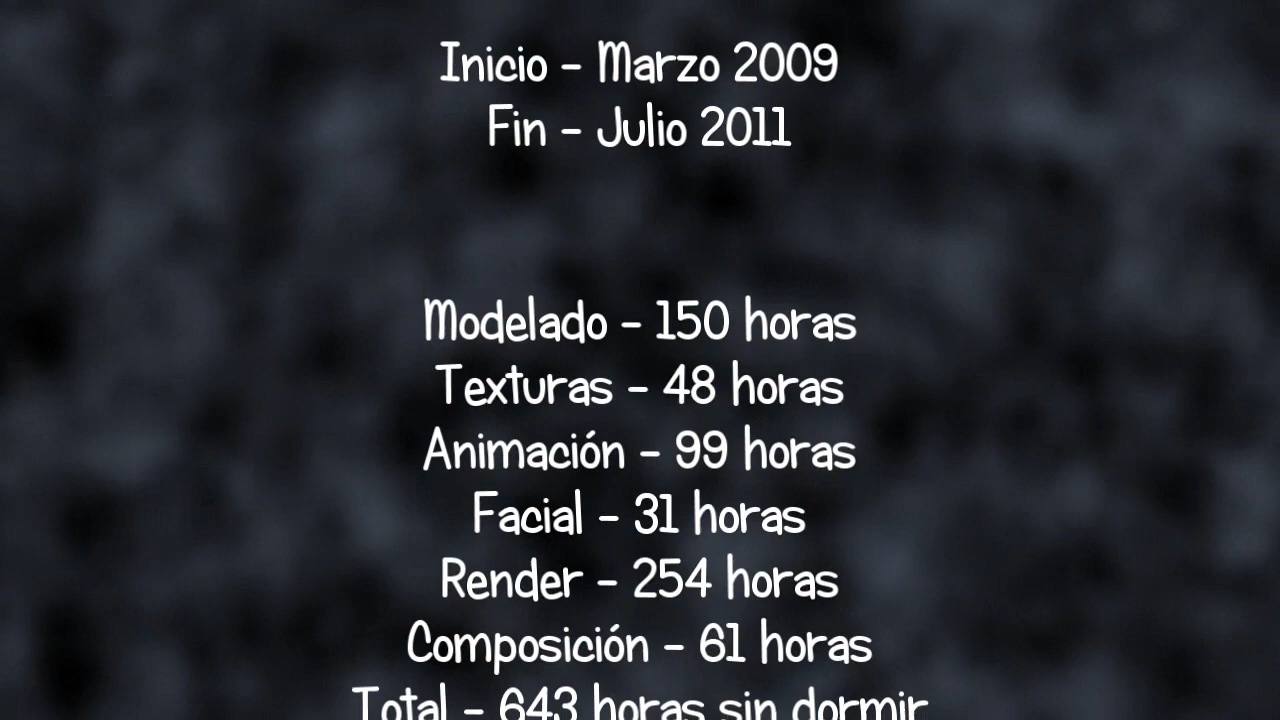 Inicio - Marzo 2009
Fin - Julio 2011
Modelado - 150 horas
Texturas - 48 horas
Animación - 99 horas
Facial - 31 horas
Render - 254 horas
Composición - 61 horas
Total - 643 horas sin dormir